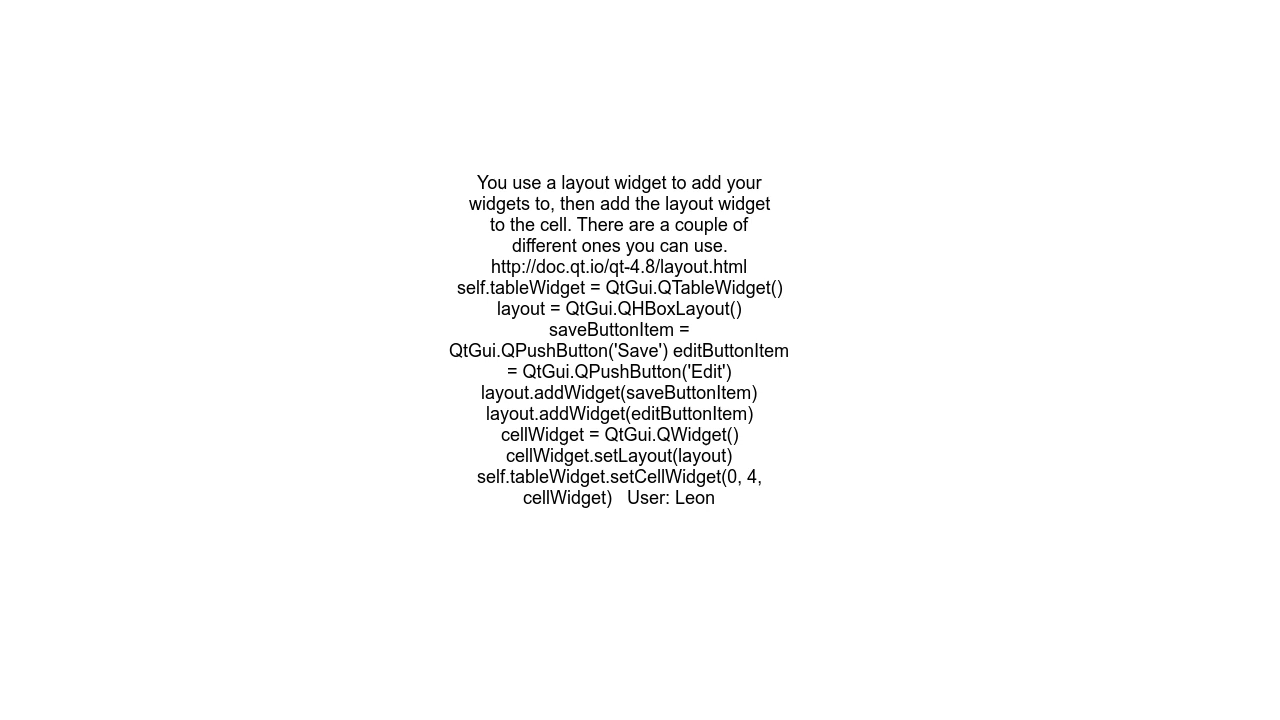 You use a layout widget to add your
widgets to, then add the layout widget
to the cell. There are a couple of
different ones you can use.
http://doc.qt.io/qt-4.8/layout.html
self.tableWidget = QtGui.QTableWidget()
layout = QtGui.QHBoxLayout()
saveButtonItem =
QtGui.QPushButton('Save') editButtonItem
= QtGui.QPushButton('Edit')
layout.addWidget(saveButtonItem)
layout.addWidget(editButtonItem)
cellWidget = QtGui.QWidget()
cellWidget.setLayout(layout)
self.tableWidget.setCellWidget(0, 4,
cellWidget)   User: Leon